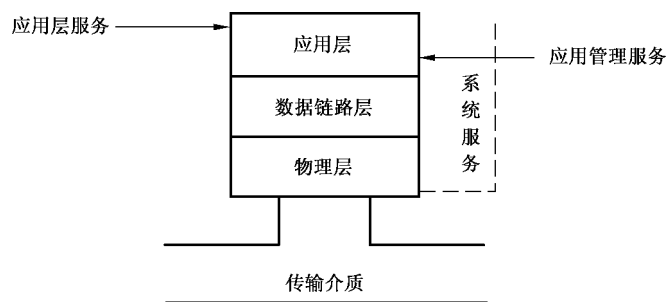 应用层服务
应用层
应用管理服务
数据链路层
系统服务
物理层
传输介质